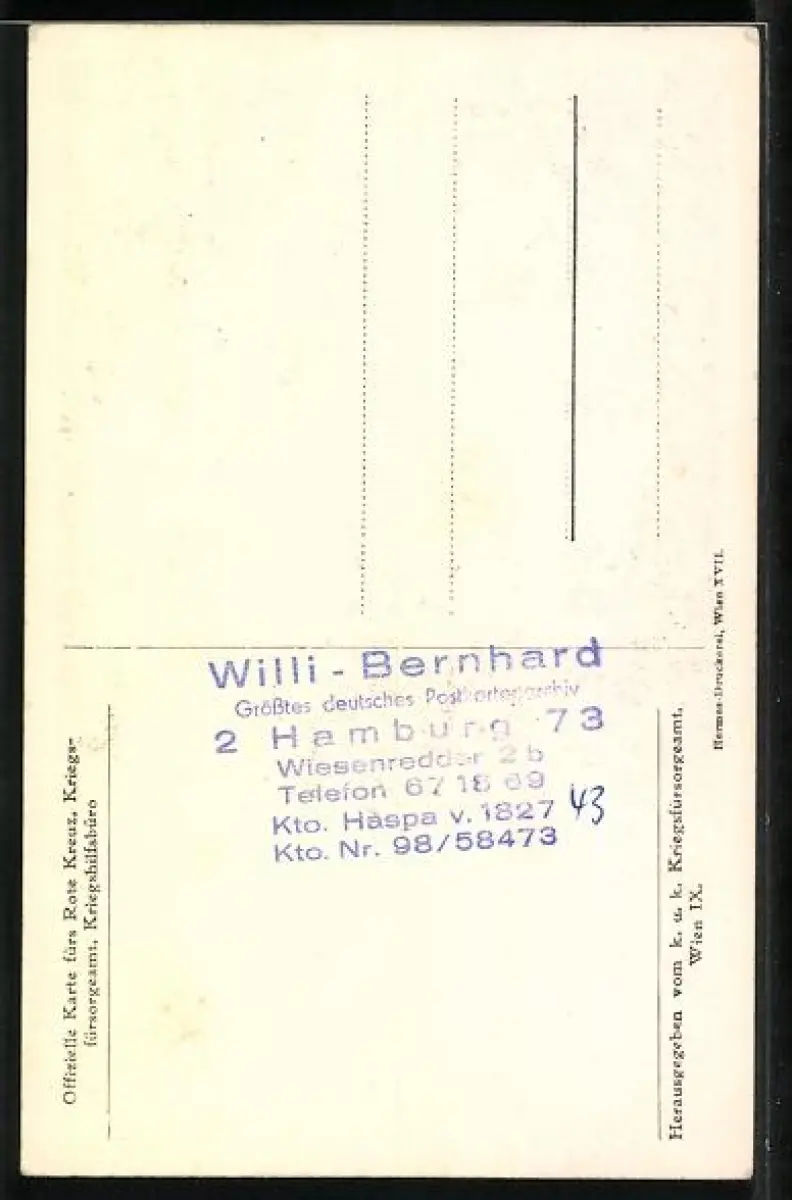 Offizielle Karte fürs Rote Kreuz, Kriegs-
fürsorgeamt, Kriegshilfsbüro
Willi - Bernhard
Größtes deutsches Postkartenarchiv
2 Hamburg 73
Wiesenredder 2b
Telefon 67 18 69
Kto. Haspa v. 1827
Kto. Nr. 98/58473
43
Herausgegeben vom k. u. k. Kriegsfürsorgeamt,
Wien IX.
Hermes-Druckerei, Wien XVII.